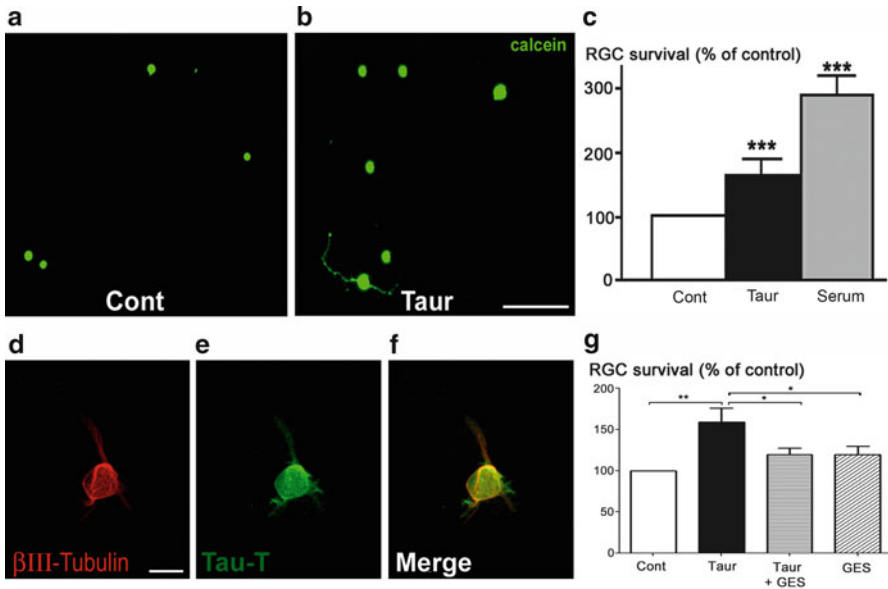 a
b
calcein
Cont
Taur
c
RGC survival (% of control)
300
200
100
0
***
***
Cont
Taur
Serum
d
e
f
βIII-Tubulin
Tau-T
Merge
g
RGC survival (% of control)
200
150
100
50
0
**
*
*
Cont
Taur
Taur
+ GES
GES